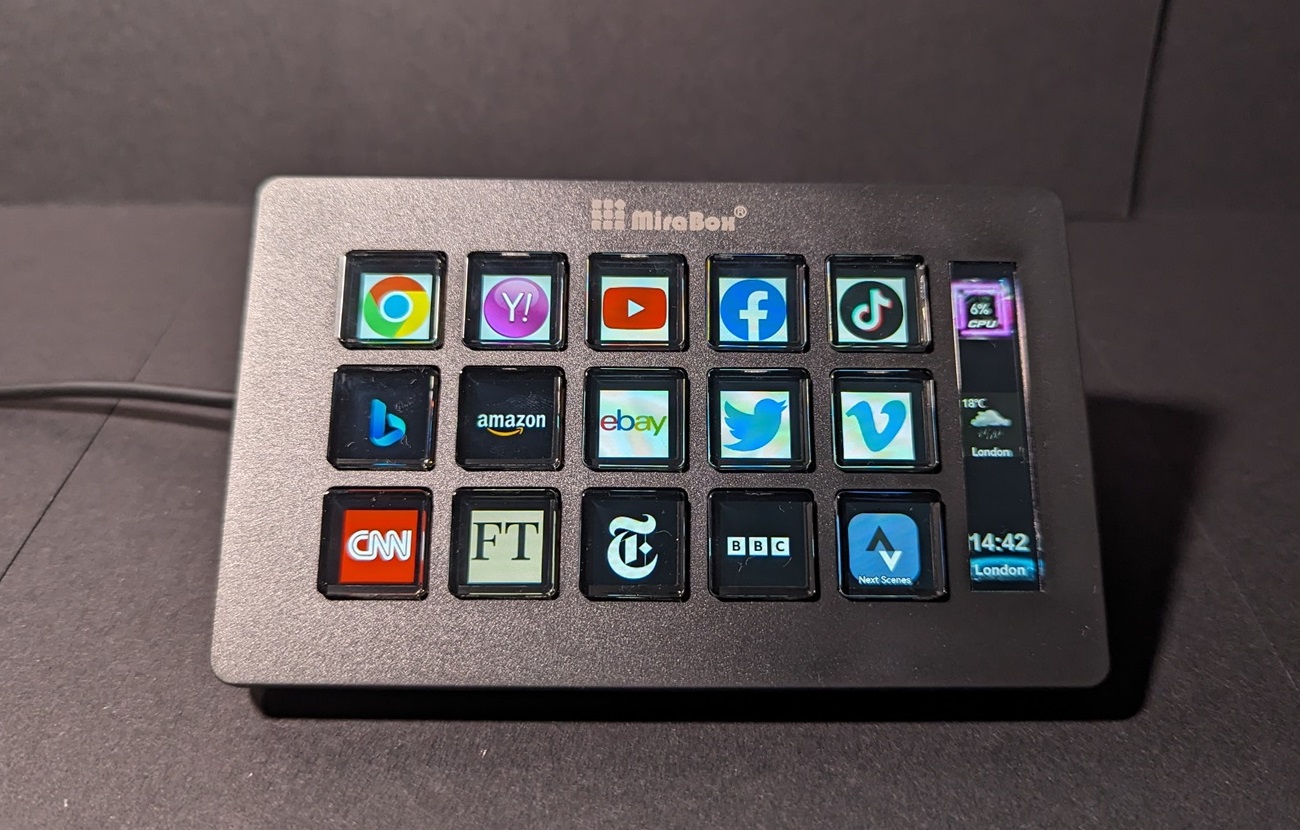 MiraBox®
Y!
6%
CPU
amazon
ebay
18°C
London
CNN
FT
T
BBC
Next Scenes
14:42
London